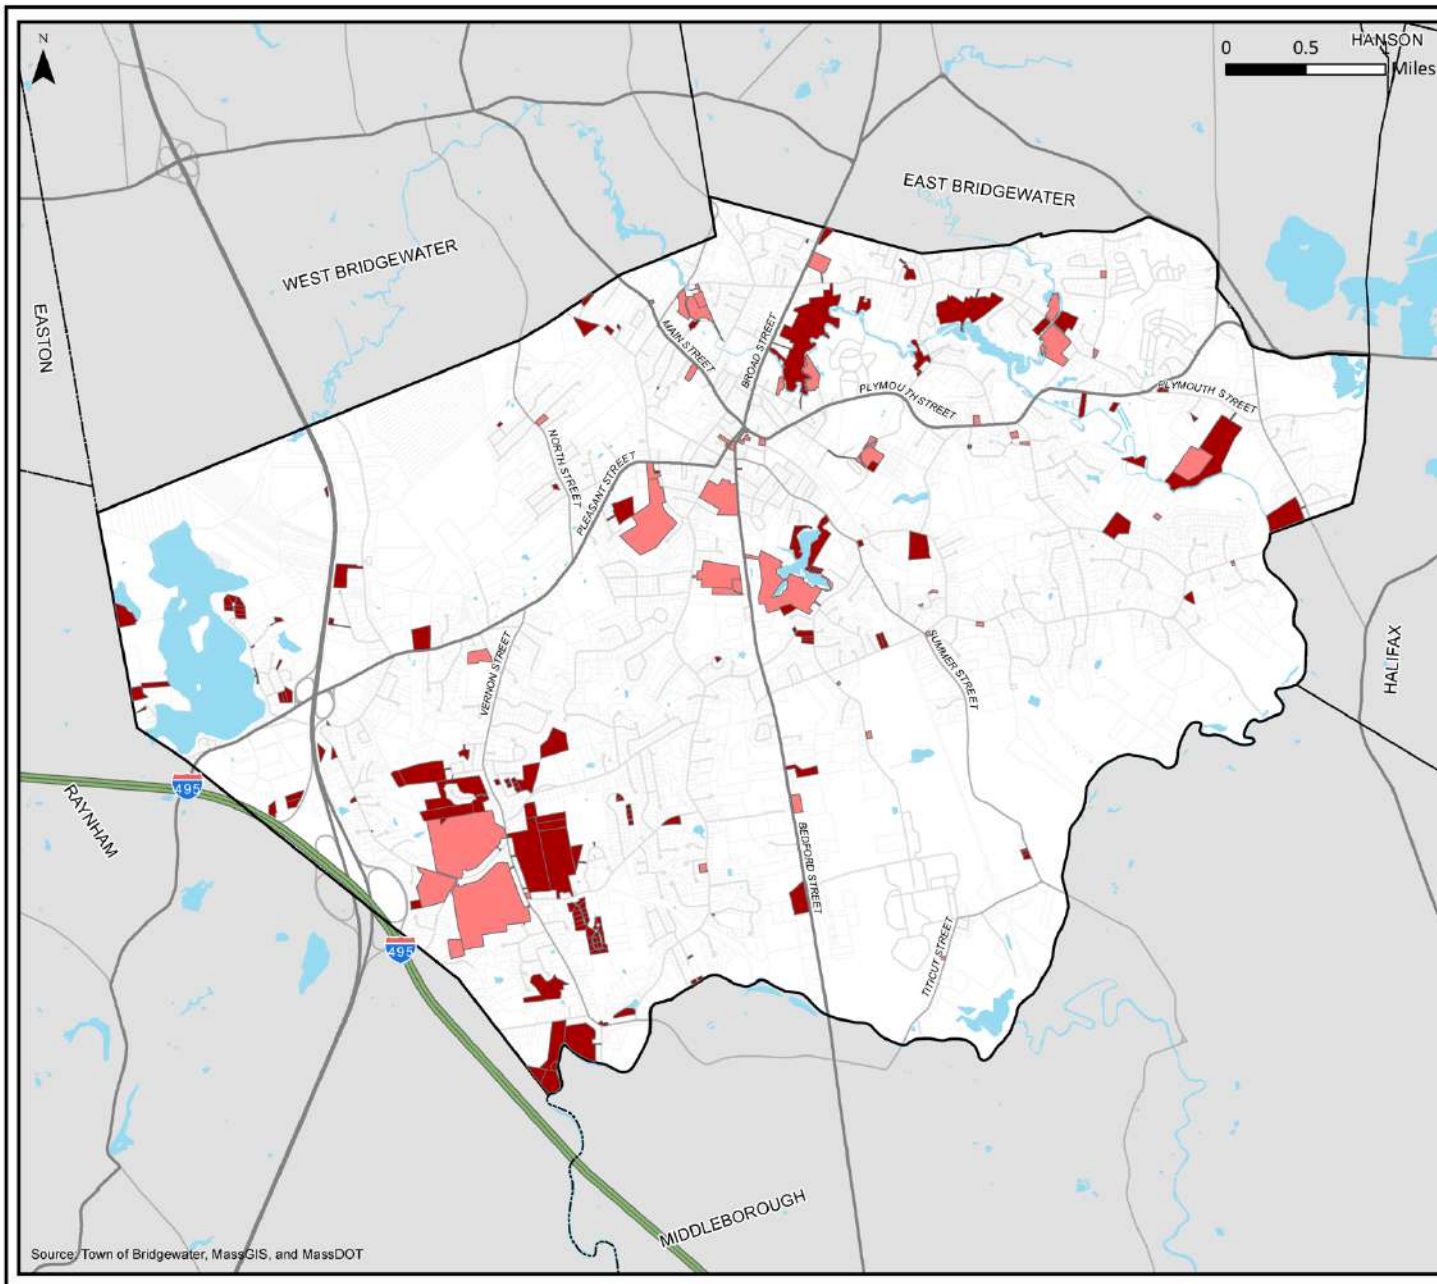 N
0 0.5 1
Miles
HANSON
EAST BRIDGEWATER
WEST BRIDGEWATER
EASTON
MAIN STREET
BROAD STREET
PLYMOUTH STREET
PLYMOUTH STREET
NORTH STREET
PLEASANT STREET
VERNON STREET
SUMMER STREET
HALIFAX
495
RAYNHAM
BEDFORD STREET
495
TITICUT STREET
MIDDLEBOROUGH
Source: Town of Bridgewater, MassGIS, and MassDOT